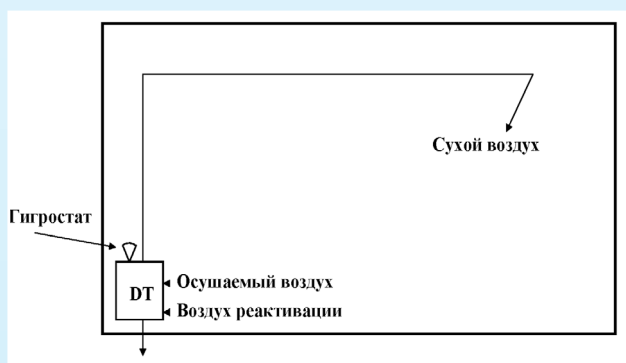 Сухой воздух
Гигростат
Осушаемый воздух
DT
Воздух реактивации